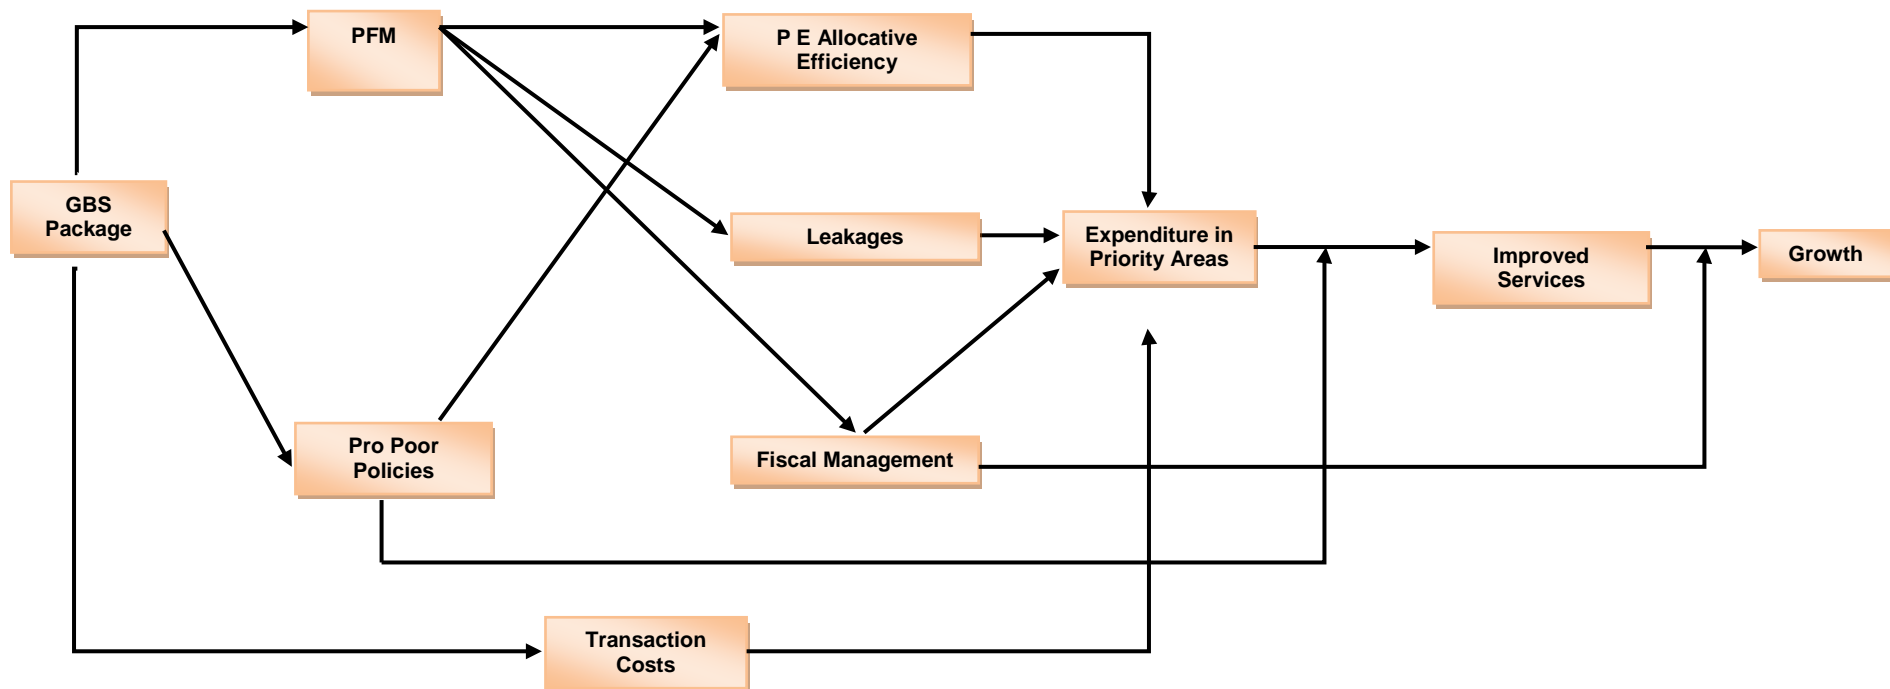 PFM
P E Allocative
Efficiency
GBS
Package
Leakages
Expenditure in
Priority Areas
Improved
Services
Growth
Pro Poor
Policies
Fiscal Management
Transaction
Costs